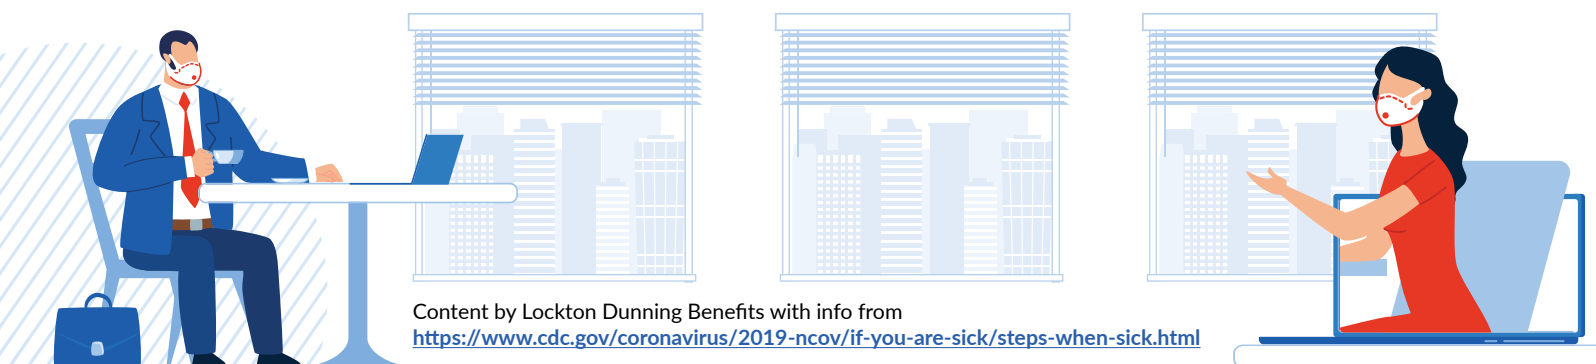 Content by Lockton Dunning Benefits with info from
https://www.cdc.gov/coronavirus/2019-ncov/if-you-are-sick/steps-when-sick.html